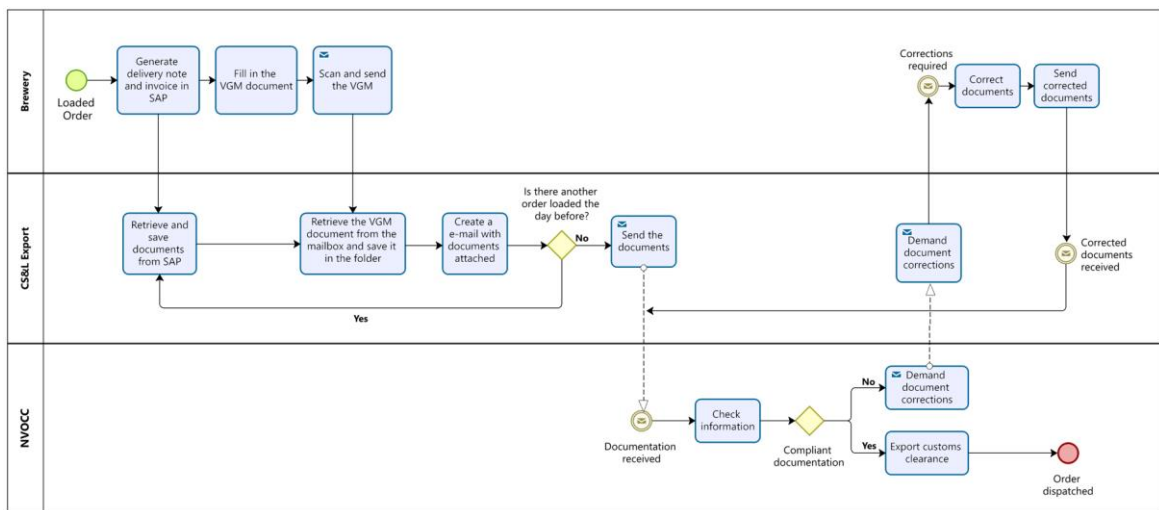 Brewery
Loaded
Order
Generate
delivery note
and invoice in
SAP
Fill in the
VGM document
Scan and send
the VGM
Corrections
required
Correct
documents
Send
corrected
documents
CS&L Export
Retrieve and
save
documents
from SAP
Retrieve the VGM
document from the
mailbox and save it
in the folder
Create a
e-mail with
documents
attached
Is there another
order loaded the
day before?
No
Yes
Send the
documents
Demand
document
corrections
Corrected
documents
received
NVOCC
Documentation
received
Check
information
Compliant
documentation
No
Demand
document
corrections
Yes
Export customs
clearance
Order
dispatched